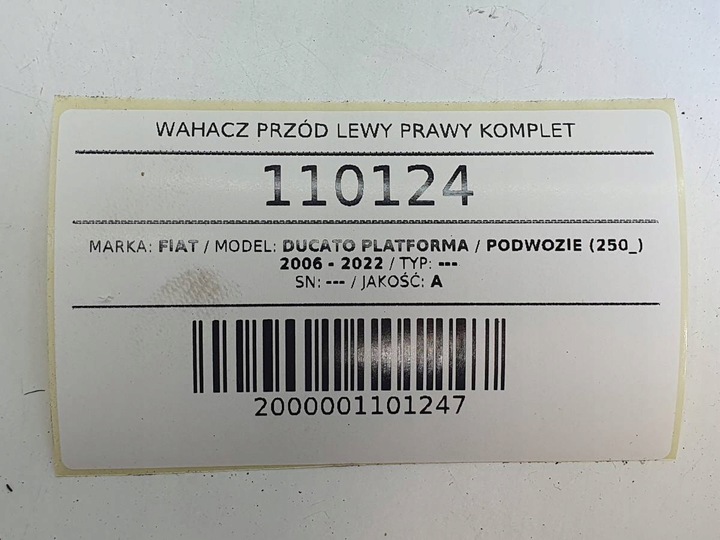 WAHACZ PRZÓD LEWY PRAWY KOMPLET
110124
MARKA: FIAT / MODEL: DUCATO PLATFORMA / PODWOZIE (250_)
2006 - 2022 / TYP: ---
SN: --- / JAKOŚĆ: A
2000001101247